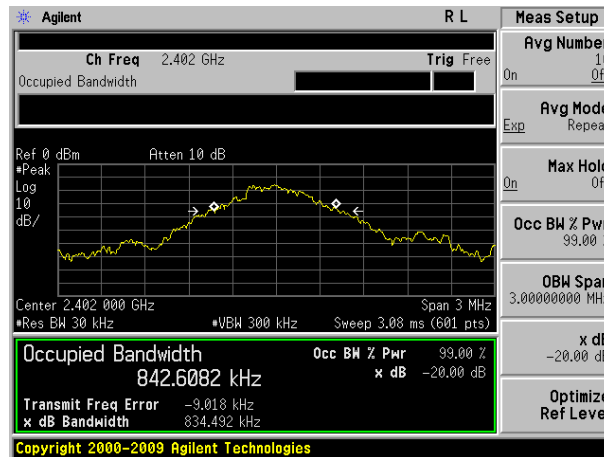 Agilent R L
Ch Freq 2.402 GHz Trig Free
Occupied Bandwidth
Ref 0 dBm Atten 10 dB
#Peak
Log
10
dB/
Center 2.402 000 GHz Span 3 MHz
#Res BW 30 kHz #VBW 300 kHz Sweep 3.08 ms (601 pts)
Occupied Bandwidth Occ BW % Pwr 99.00 %
842.6082 kHz x dB -20.00 dB
Transmit Freq Error -9.018 kHz
x dB Bandwidth 834.492 kHz
Copyright 2000-2009 Agilent Technologies
Meas Setup
Avg Number
10
On Off
Avg Mode
Exp Repeat
Max Hold
On Off
Occ BW % Pwr
99.00 %
OBW Span
3.00000000 MHz
x dB
-20.00 dB
Optimize
Ref Level